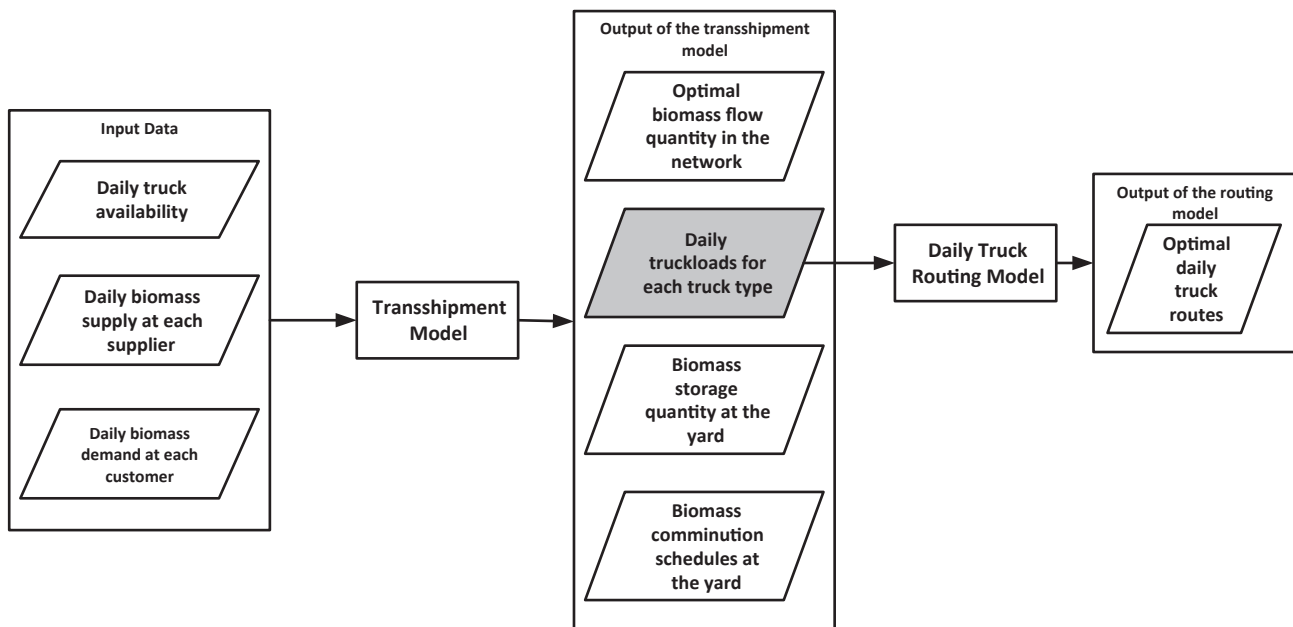 Input Data
Daily truck
availability
Daily biomass
supply at each
supplier
Daily biomass
demand at each
customer
Transshipment
Model
Output of the transshipment
model
Optimal
biomass flow
quantity in the
network
Daily
truckloads for
each truck type
Biomass
storage
quantity at the
yard
Biomass
comminution
schedules at
the yard
Daily Truck
Routing Model
Output of the routing
model
Optimal
daily
truck
routes